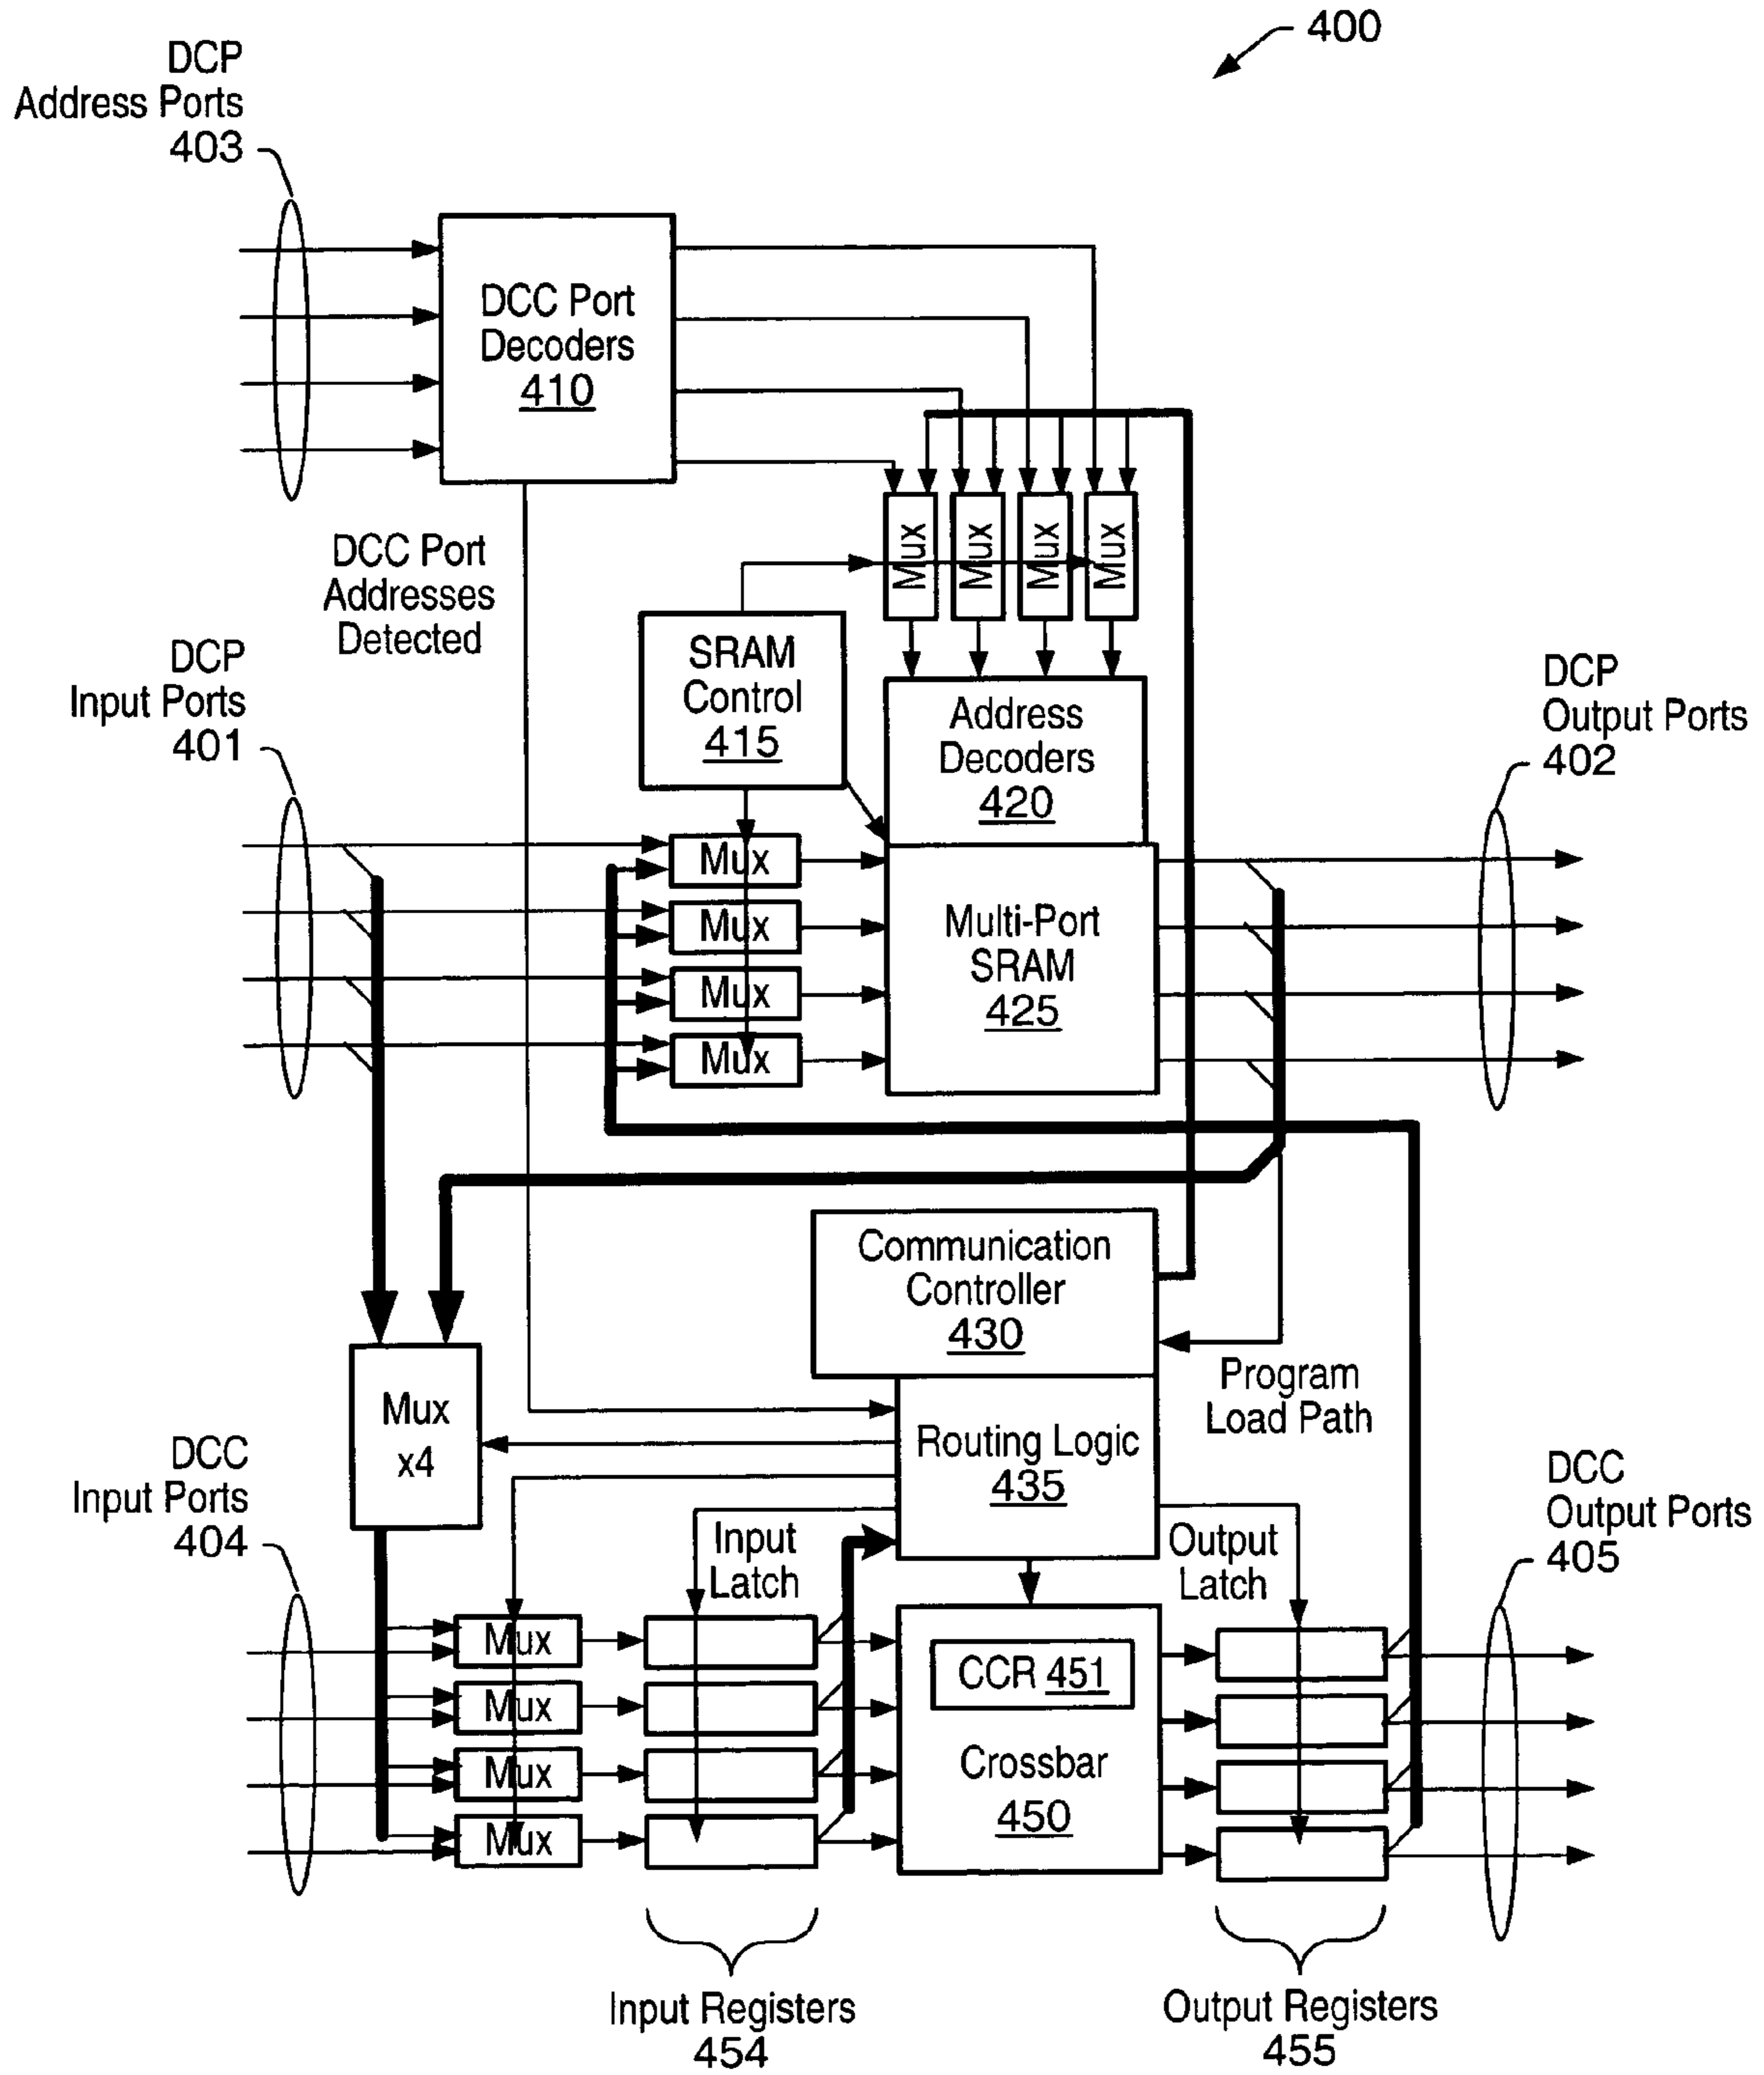 400
DCP
Address Ports
403
DCC Port
Decoders
410
DCC Port
Addresses
Detected
Mux
Mux
Mux
Mux
SRAM
Control
415
Address
Decoders
420
DCP
Input Ports
401
DCP
Output Ports
402
Mux
Mux
Mux
Mux
Multi-Port
SRAM
425
Communication
Controller
430
Program
Load Path
Mux
x4
Routing Logic
435
DCC
Input Ports
404
Input
Latch
Output
Latch
DCC
Output Ports
405
Mux
Mux
Mux
Mux
CCR 451
Crossbar
450
Input Registers
454
Output Registers
455